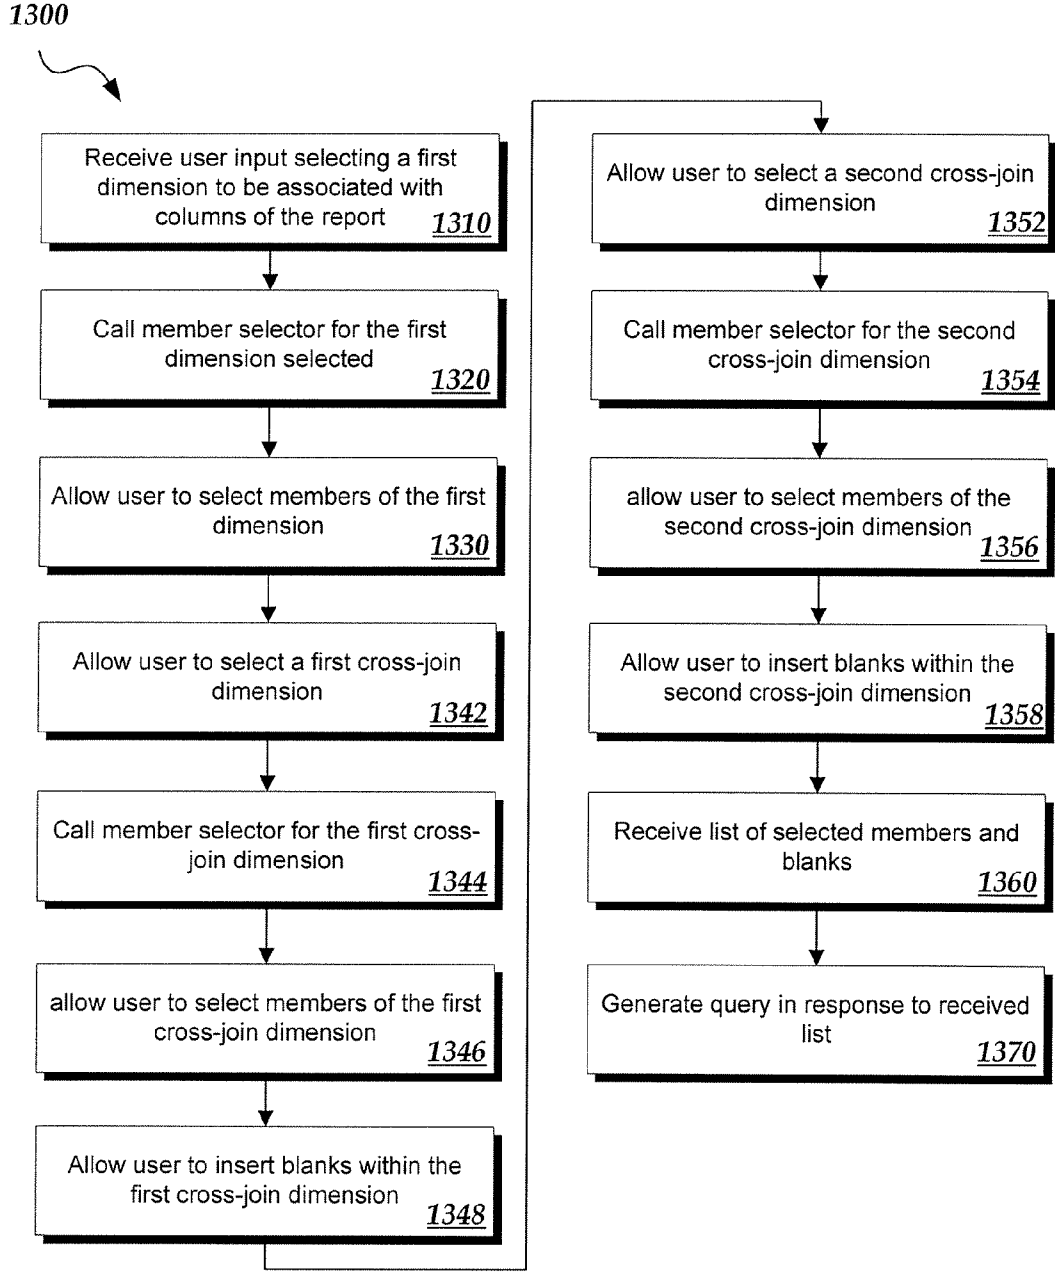 1300
Receive user input selecting a first
dimension to be associated with
columns of the report
1310
Call member selector for the first
dimension selected
1320
Allow user to select members of the first
dimension
1330
Allow user to select a first cross-join
dimension
1342
Call member selector for the first cross-
join dimension
1344
allow user to select members of the first
cross-join dimension
1346
Allow user to insert blanks within the
first cross-join dimension
1348
Allow user to select a second cross-join
dimension
1352
Call member selector for the second
cross-join dimension
1354
allow user to select members of the
second cross-join dimension
1356
Allow user to insert blanks within the
second cross-join dimension
1358
Receive list of selected members and
blanks
1360
Generate query in response to received
list
1370